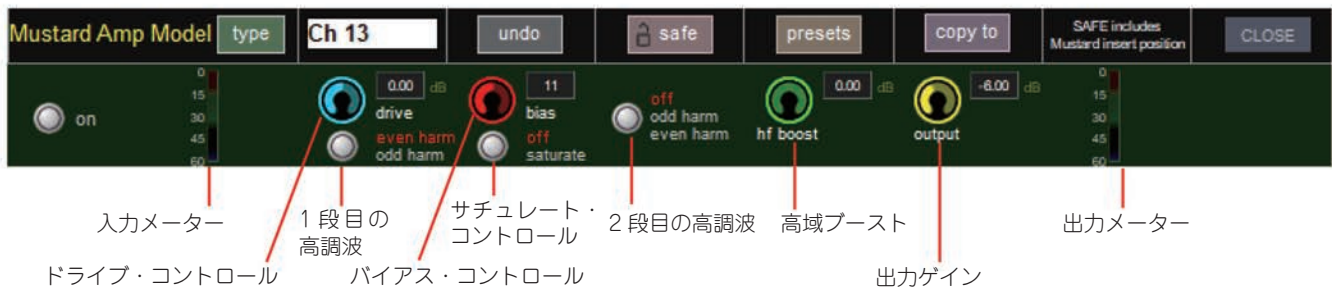 Mustard Amp Model type Ch 13 undo safe presets copy to SAFE includes
Mustard insert position CLOSE
on
0
15
30
45
60
0.00 dB
drive
even harm
odd harm
11
bias
off
saturate
off
odd harm
even harm
0.00 dB
hf boost
-6.00 dB
output
0
15
30
45
60
入力メーター
1段目の
高調波
サチュレート・
コントロール
2段目の高調波
高域ブースト
出力メーター
ドライブ・コントロール
バイアス・コントロール
出力ゲイン